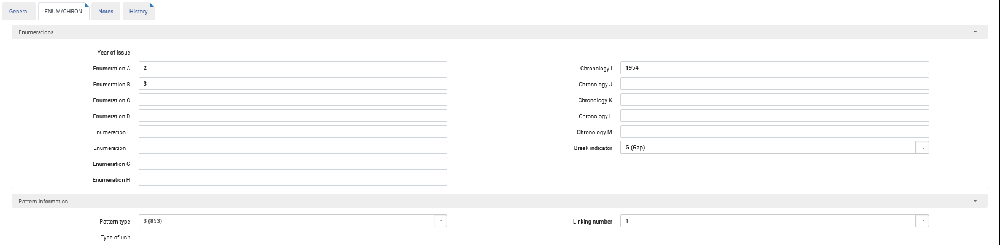 General ENUM/CHRON Notes History
Enumerations
Year of issue -
Enumeration A 2 Chronology I 1954
Enumeration B 3 Chronology J
Enumeration C Chronology K
Enumeration D Chronology L
Enumeration E Chronology M
Enumeration F Break indicator G (Gap)
Enumeration G
Enumeration H
Pattern Information
Pattern type 3 (853) Linking number 1
Type of unit -